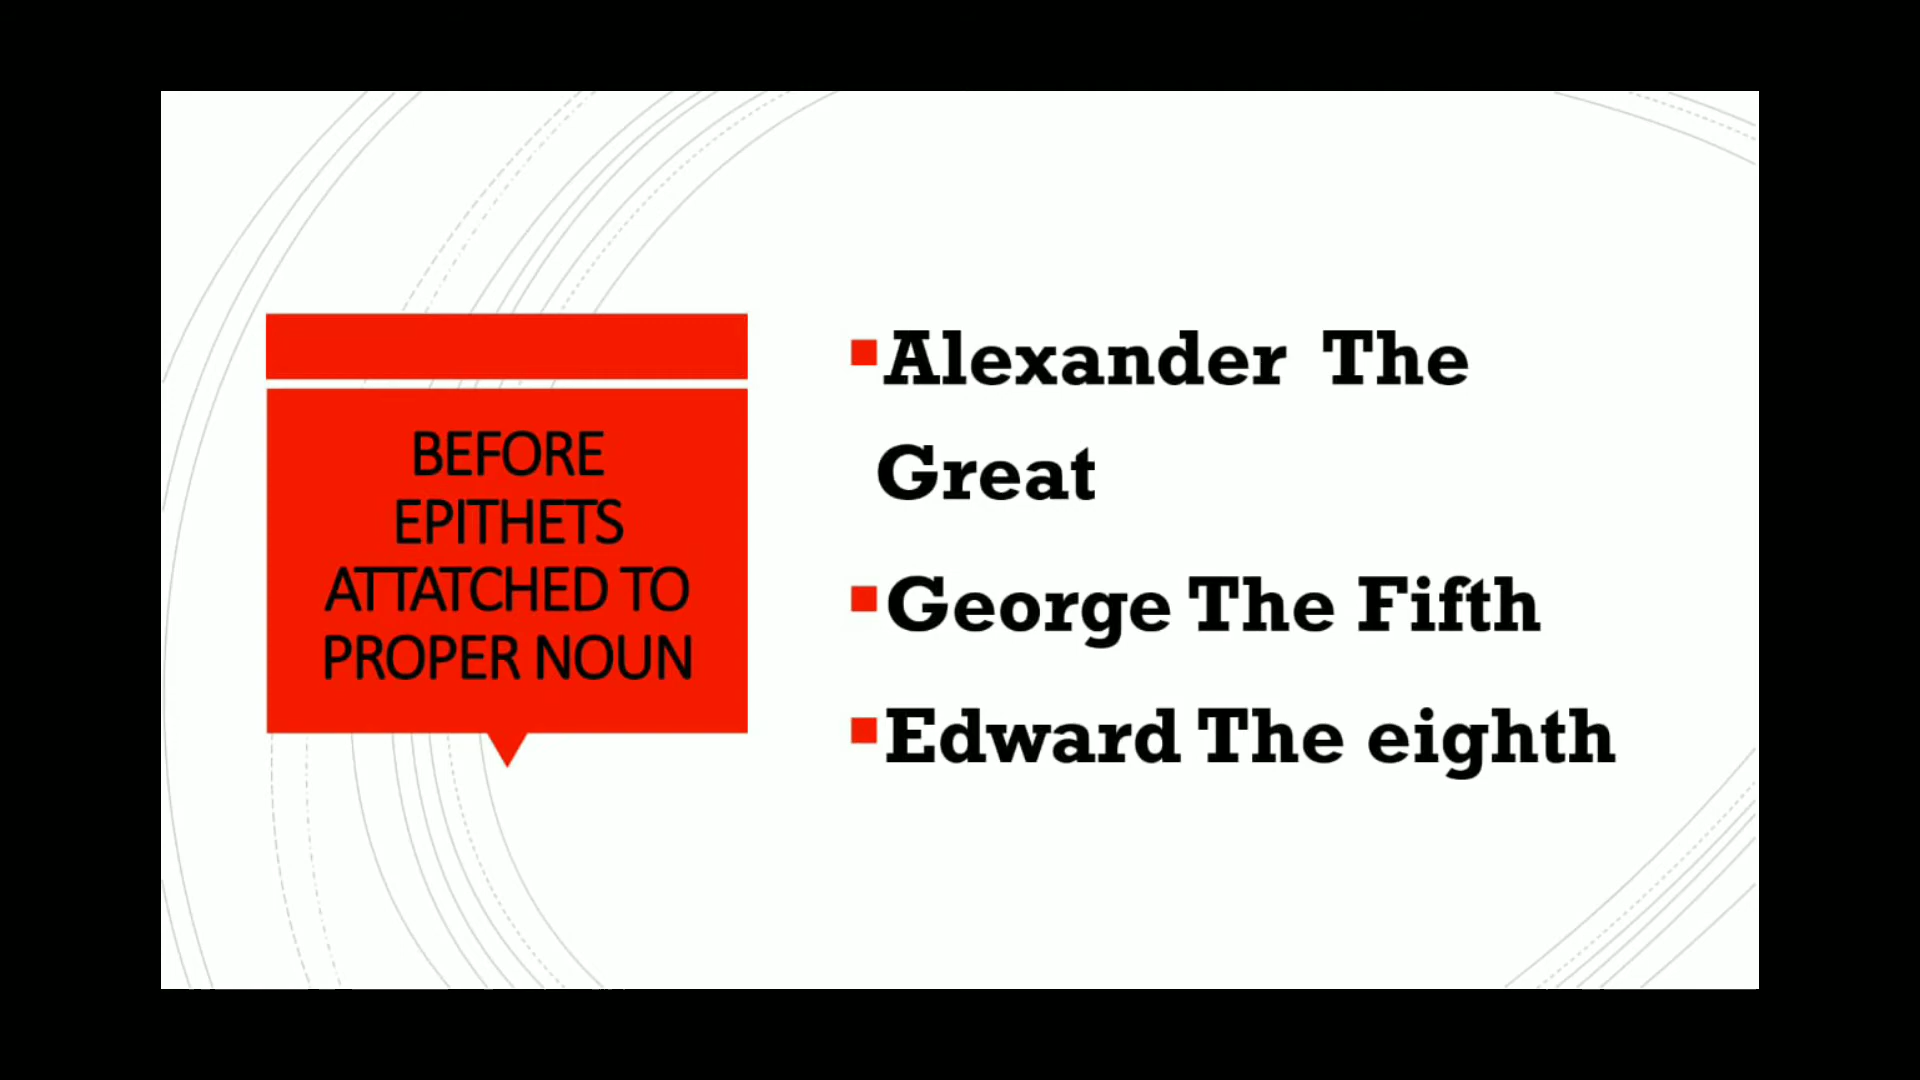 BEFORE
EPITHETS
ATTATCHED TO
PROPER NOUN
Alexander The
Great
George The Fifth
Edward The eighth